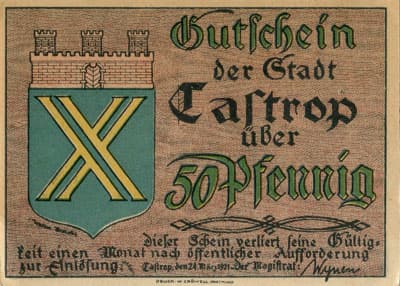 Gutschein
der Stadt
Castrop
über
50 Pfennig
Dieser Schein verliert seine Gültig-
keit einen Monat nach öffentlicher Aufforderung
zur Einlösung. Castrop, den 24. März 1921. Der Magistrat: Wynen